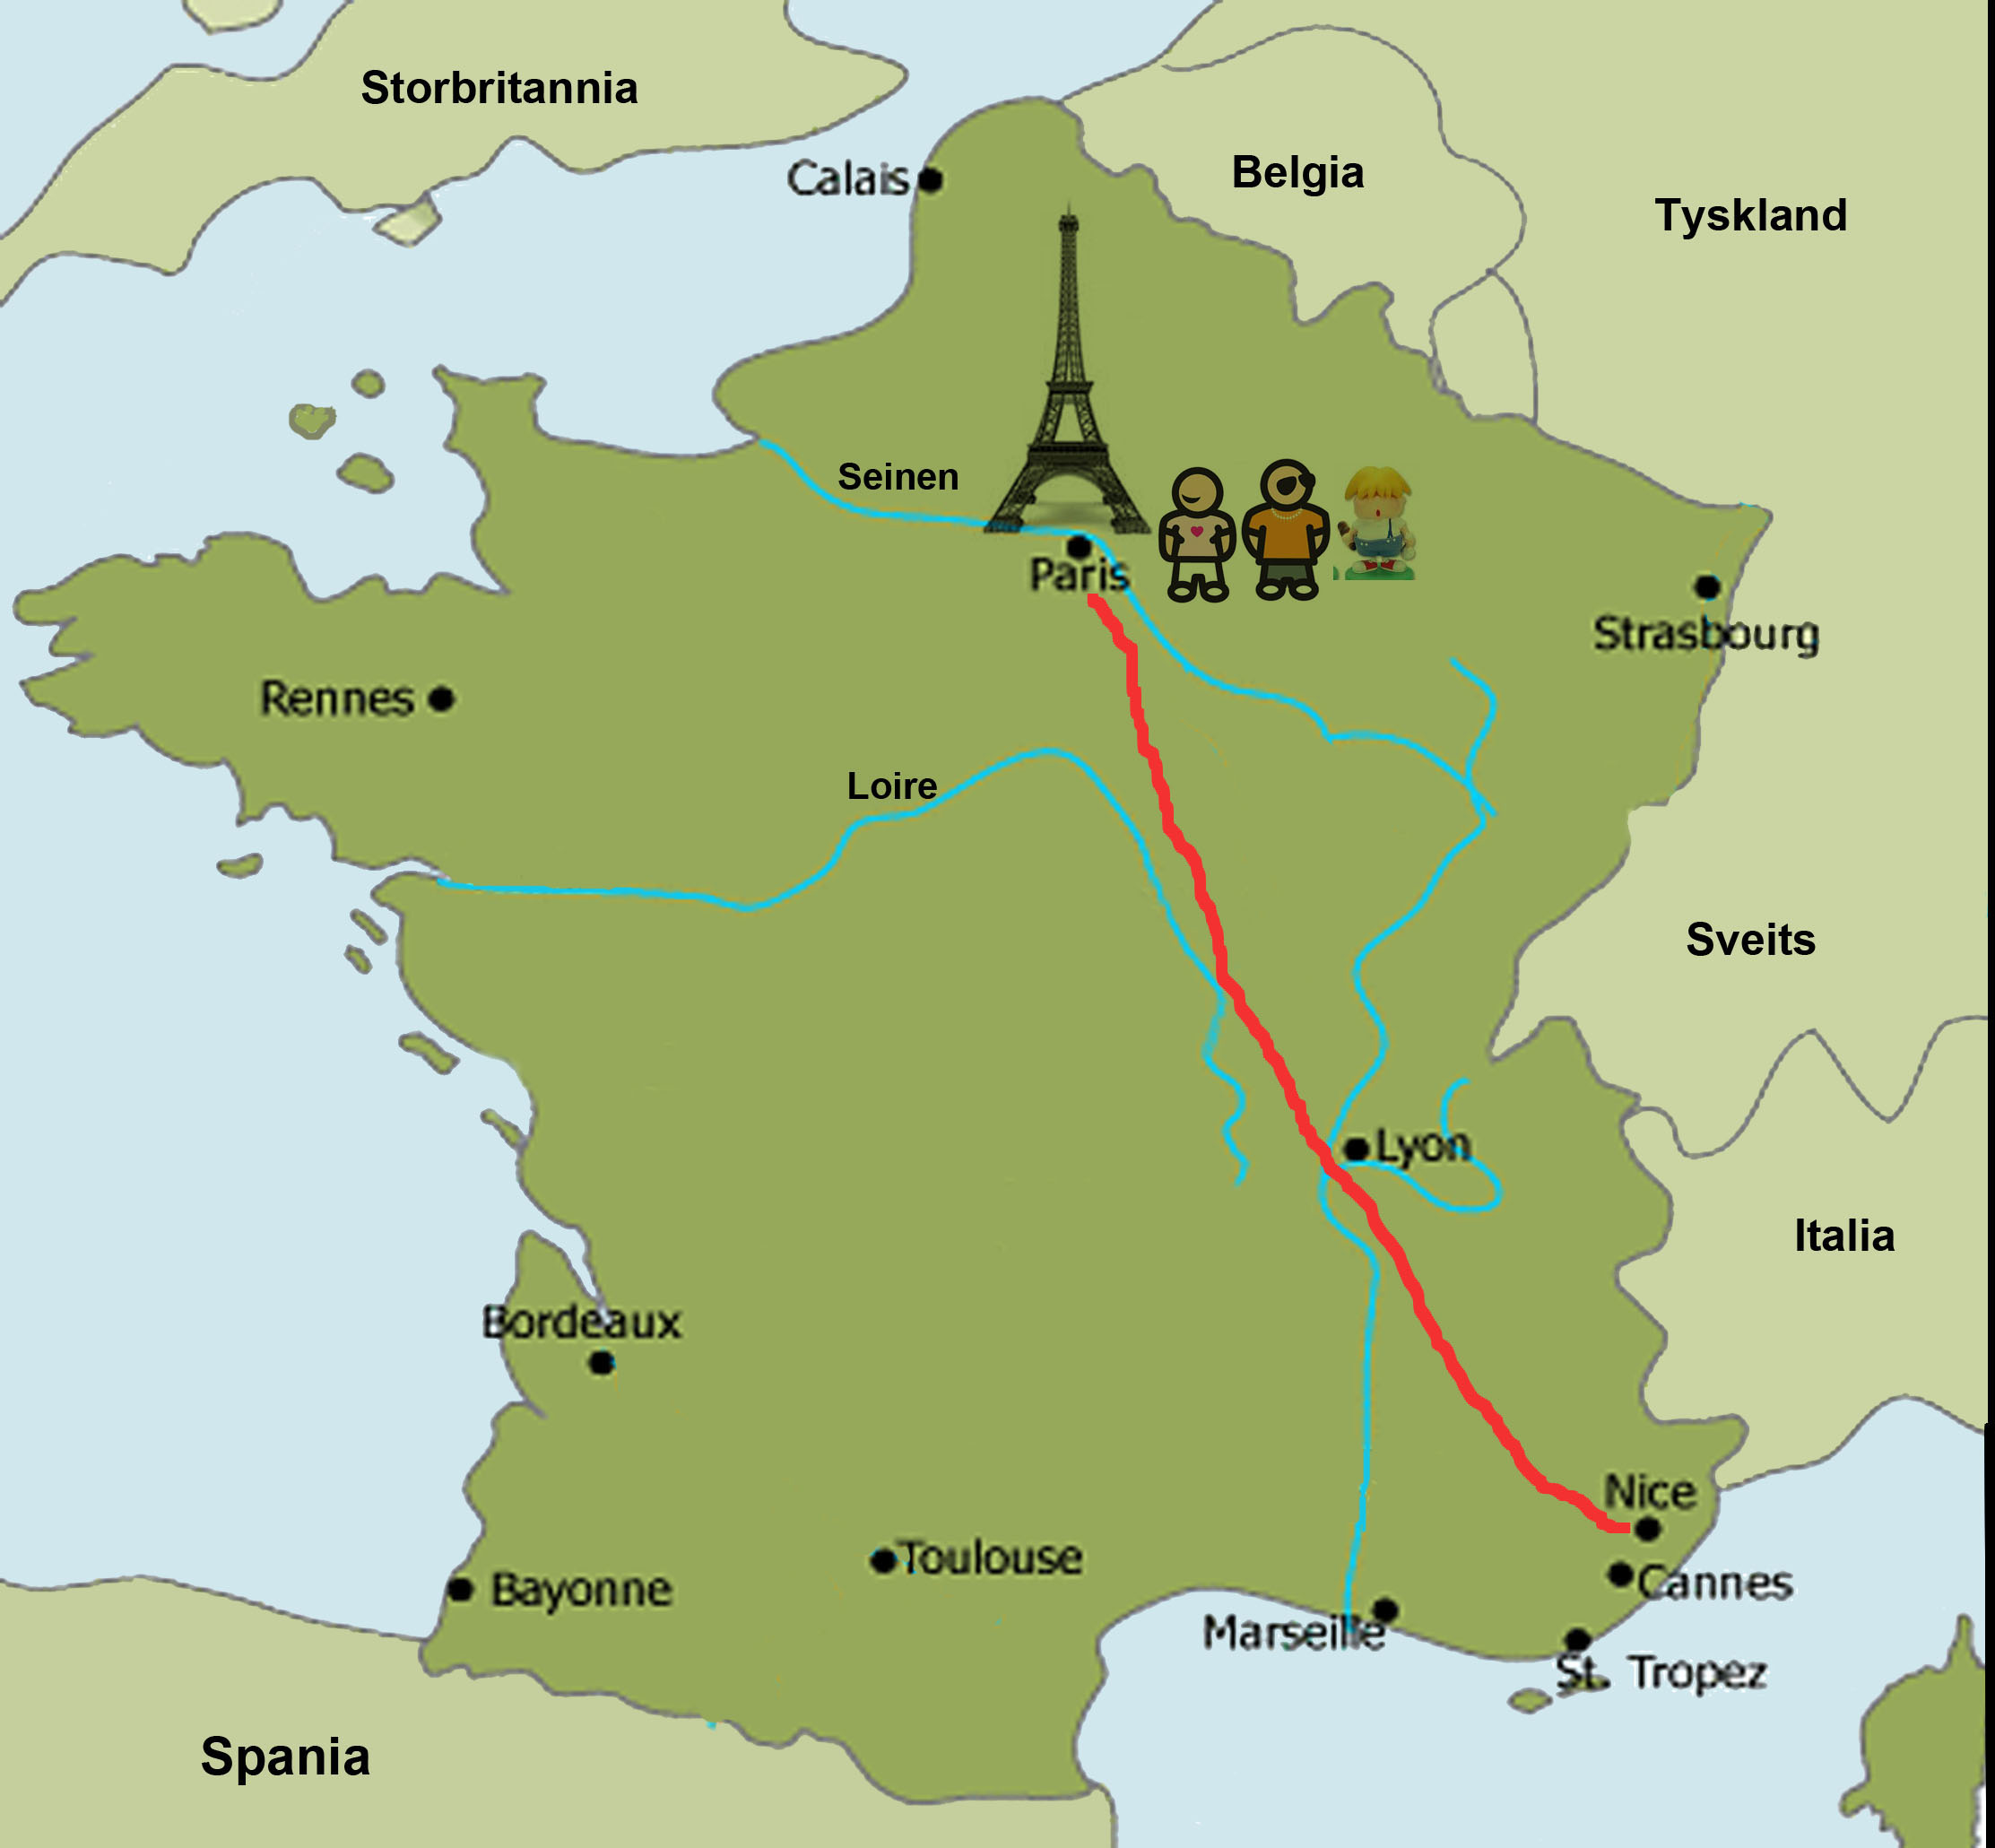 Storbritannia
Calais
Belgia
Tyskland
Seinen
Paris
Strasbourg
Rennes
Loire
Sveits
Lyon
Italia
Bordeaux
Nice
Toulouse
Cannes
Bayonne
Marseille
St. Tropez
Spania